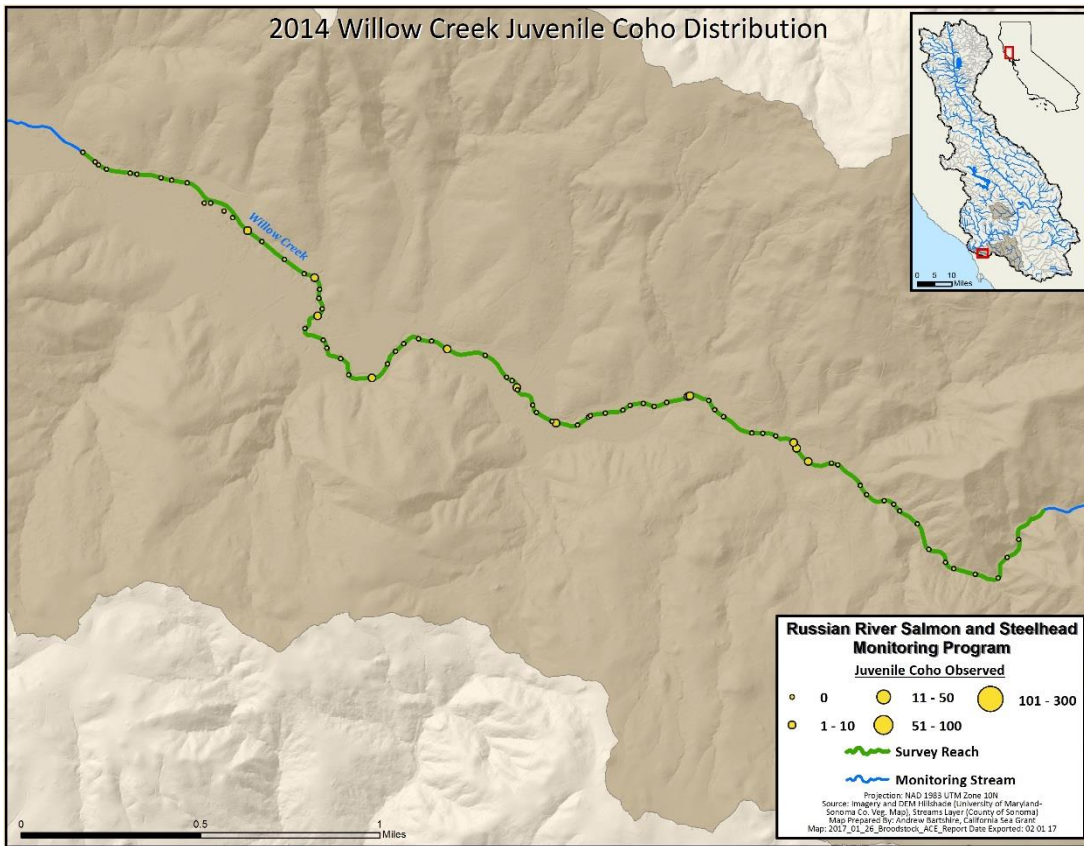 2014 Willow Creek Juvenile Coho Distribution
Willow Creek
0 5 10
Miles
Russian River Salmon and Steelhead
Monitoring Program
Juvenile Coho Observed
0 11 - 50 101 - 300
1 - 10 51 - 100
Survey Reach
Monitoring Stream
Projection: NAD 1983 UTM Zone 10N
Source: Imagery and DEM Hillshade (University of Maryland-
Sonoma Co. Veg. Map), Streams Layer (County of Sonoma)
Map Prepared By: Andrew Bartshire, California Sea Grant
Map: 2017_01_26_Broodstock_ACE_Report Date Exported: 02 01 17
0 0.5 1
Miles